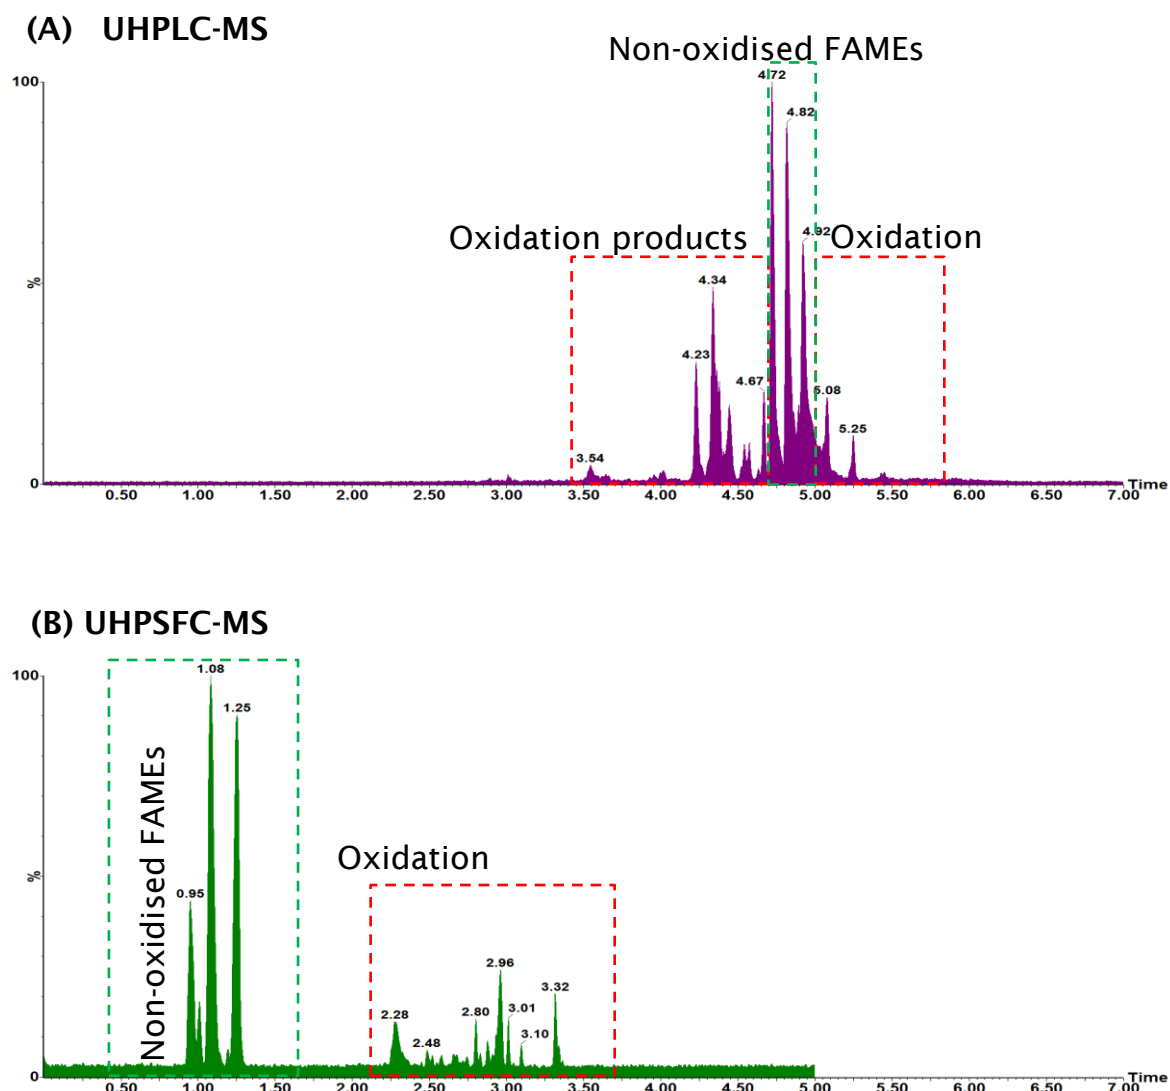 (A) UHPLC-MS
Non-oxidised FAMEs
100
4.72
4.82
Oxidation products
Oxidation
4.92
%
4.34
4.23
4.67
5.08
5.25
3.54
0
0.50 1.00 1.50 2.00 2.50 3.00 3.50 4.00 4.50 5.00 5.50 6.00 6.50 7.00
Time
(B) UHPSFC-MS
100
1.08
1.25
Non-oxidised FAMEs
Oxidation
%
0.95
2.96
3.32
2.28
2.80
3.01
2.48
3.10
0
Time
0.50 1.00 1.50 2.00 2.50 3.00 3.50 4.00 4.50 5.00 5.50 6.00 6.50 7.00